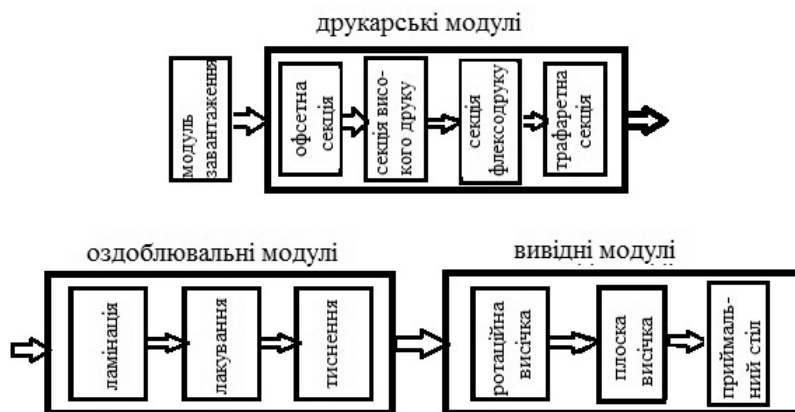 друкарські модулі
модуль
завантаження
офсетна
секція
секція висо-
кого друку
секція
флексодруку
трафаретна
секція
оздоблювальні модулі
ламінація
лакування
тиснення
вивідні модулі
ротаційна
висічка
плоска
висічка
приймаль-
ний стіл